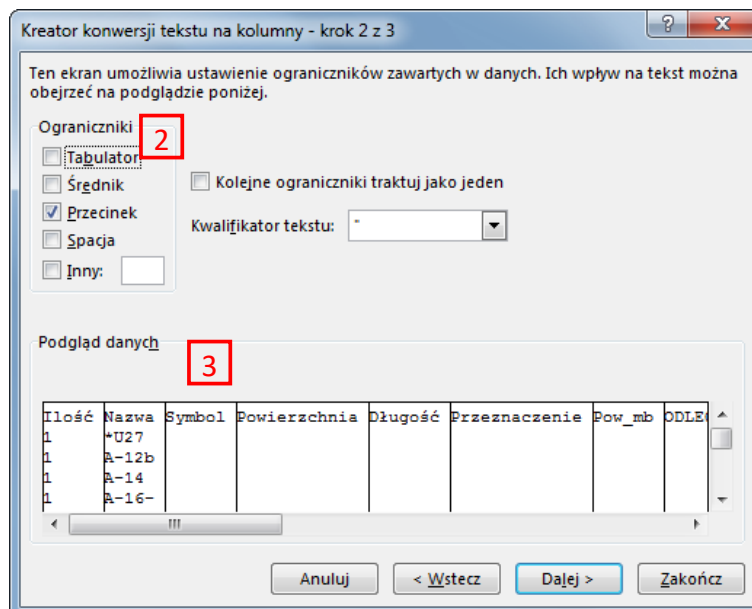 Kreator konwersji tekstu na kolumny - krok 2 z 3
Ten ekran umożliwia ustawienie ograniczników zawartych w danych. Ich wpływ na tekst można
obejrzeć na podglądzie poniżej.
Ograniczniki
2
Tabulator
Średnik
Przecinek
Spacja
Inny:
Kolejne ograniczniki traktuj jako jeden
Kwalifikator tekstu: "
Podgląd danych
3
Ilość Nazwa Symbol Powierzchnia Długość Przeznaczenie Pow_mb ODLE
1 *U27
1 A-12b
1 A-14
1 A-16-
Anuluj < Wstecz Dalej > Zakończ